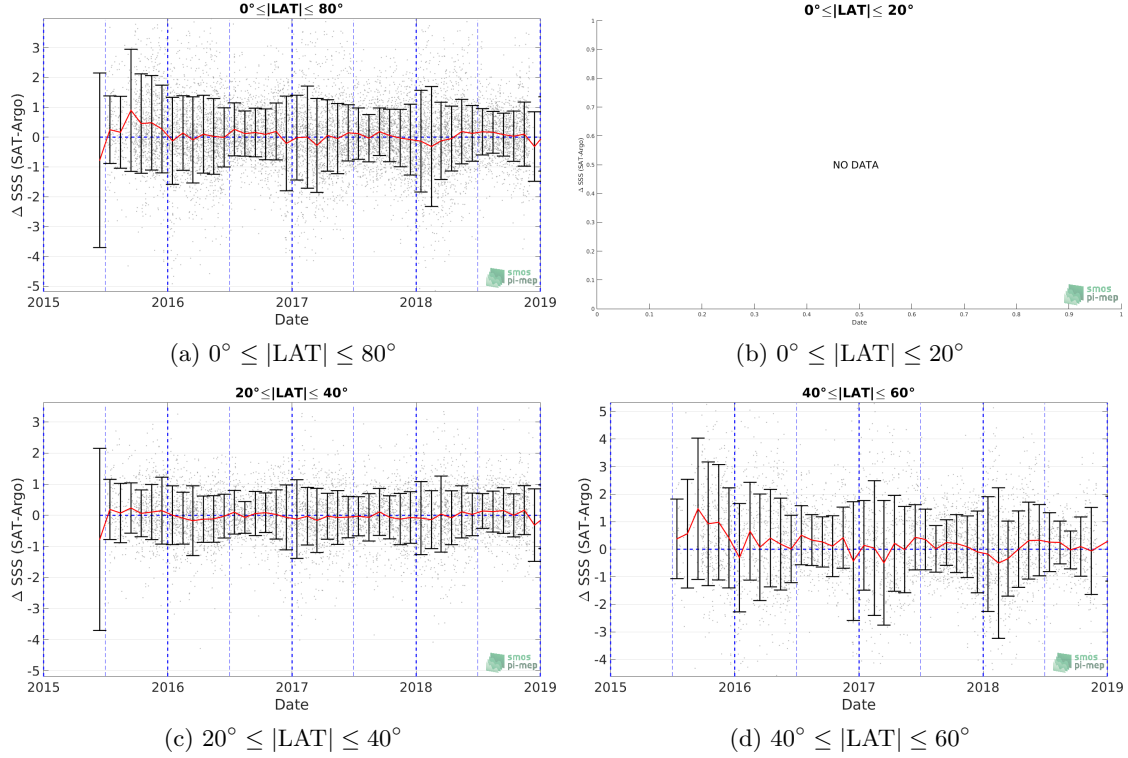 0°≤|LAT|≤ 80°
Δ SSS (SAT-Argo)
3
2
1
0
-1
-2
-3
-4
-5
2015 2016 2017 2018 2019
Date
smos
pi-mep
(a) 0° ≤ |LAT| ≤ 80°
0°≤|LAT|≤ 20°
Δ SSS (SAT-Argo)
1
0.9
0.8
0.7
0.6
0.5
0.4
0.3
0.2
0.1
0
NO DATA
0 0.1 0.2 0.3 0.4 0.5 0.6 0.7 0.8 0.9 1
Date
smos
pi-mep
(b) 0° ≤ |LAT| ≤ 20°
20°≤|LAT|≤ 40°
Δ SSS (SAT-Argo)
3
2
1
0
-1
-2
-3
-4
-5
2015 2016 2017 2018 2019
Date
smos
pi-mep
(c) 20° ≤ |LAT| ≤ 40°
40°≤|LAT|≤ 60°
Δ SSS (SAT-Argo)
5
4
3
2
1
0
-1
-2
-3
-4
2015 2016 2017 2018 2019
Date
smos
pi-mep
(d) 40° ≤ |LAT| ≤ 60°